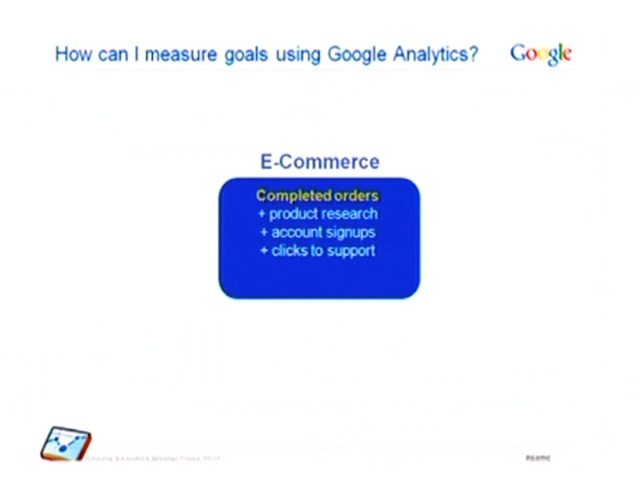 How can I measure goals using Google Analytics?
Google
E-Commerce
Completed orders
+ product research
+ account signups
+ clicks to support